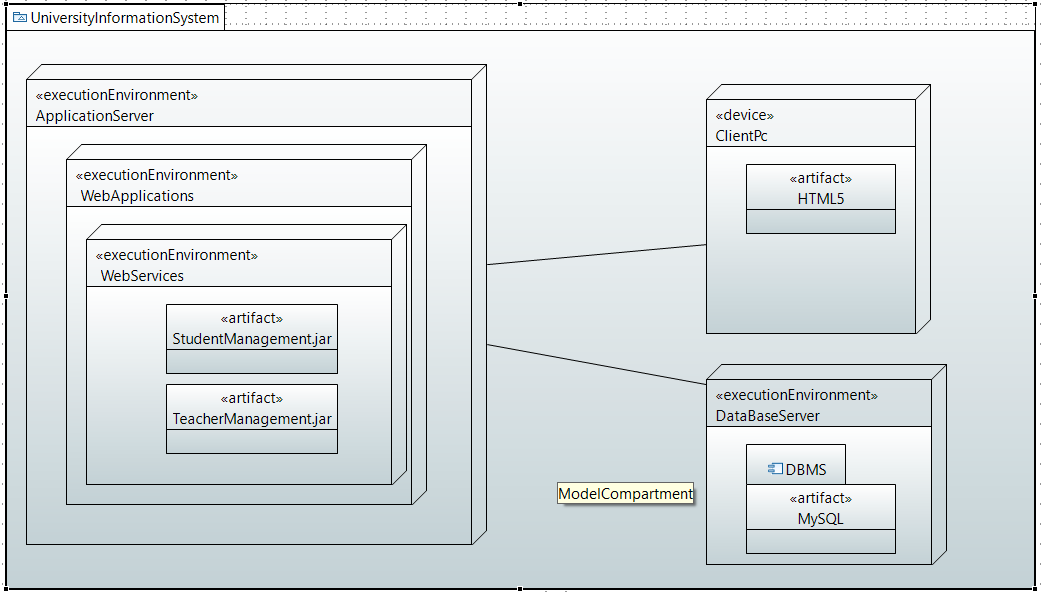 UniversityInformationSystem
«executionEnvironment»
ApplicationServer
«executionEnvironment»
WebApplications
«executionEnvironment»
WebServices
«artifact»
StudentManagement.jar
«artifact»
TeacherManagement.jar
«device»
ClientPc
«artifact»
HTML5
«executionEnvironment»
DataBaseServer
DBMS
«artifact»
MySQL
ModelCompartment